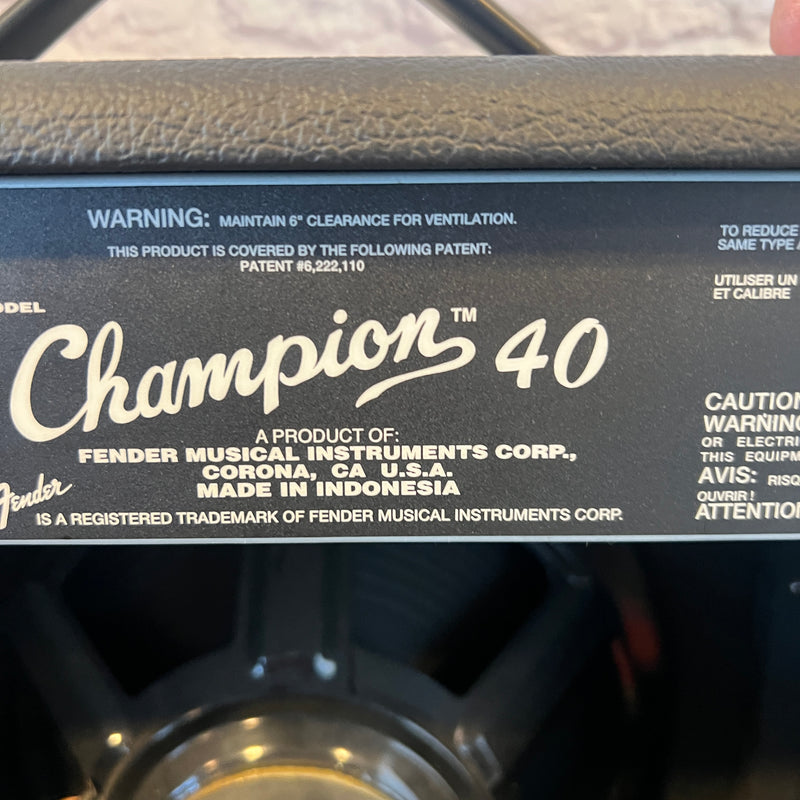 WARNING: MAINTAIN 6" CLEARANCE FOR VENTILATION.
THIS PRODUCT IS COVERED BY THE FOLLOWING PATENT:
PATENT #6,222,110
Champion™ 40
A PRODUCT OF:
FENDER MUSICAL INSTRUMENTS CORP.,
CORONA, CA U.S.A.
MADE IN INDONESIA
Fender
IS A REGISTERED TRADEMARK OF FENDER MUSICAL INSTRUMENTS CORP.
TO REDUCE
SAME TYPE
UTILISER UN
ET CALIBRE
CAUTION
WARNING
OR ELECTRI
THIS EQUIPM
AVIS: RISQ
OUVRIR !
ATTENTION